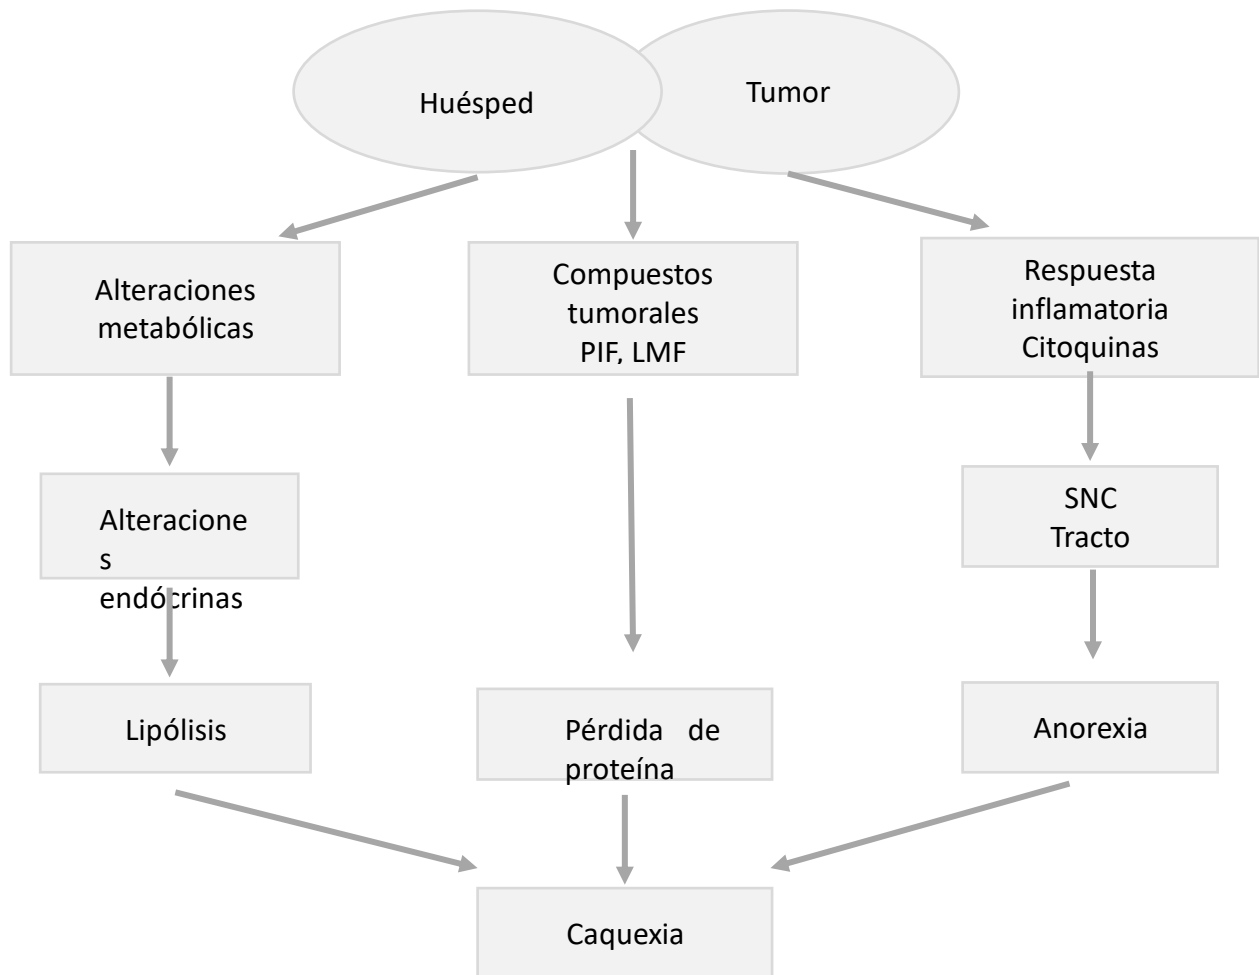 Huésped
Tumor
Alteraciones
metabólicas
Compuestos
tumorales
PIF, LMF
Respuesta
inflamatoria
Citoquinas
Alteracione
s
endócrinas
SNC
Tracto
Lipólisis
Pérdida de
proteína
Anorexia
Caquexia